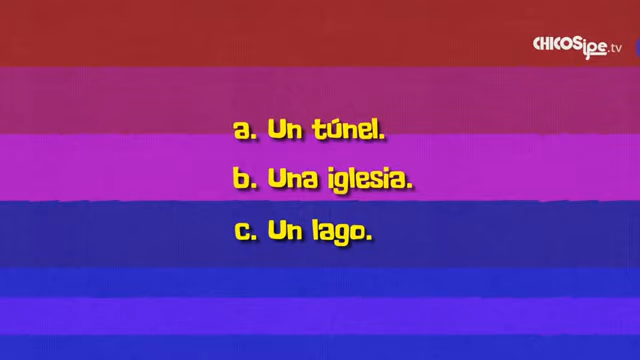 CHICOSipe.tv
a. Un túnel.
b. Una iglesia.
c. Un lago.